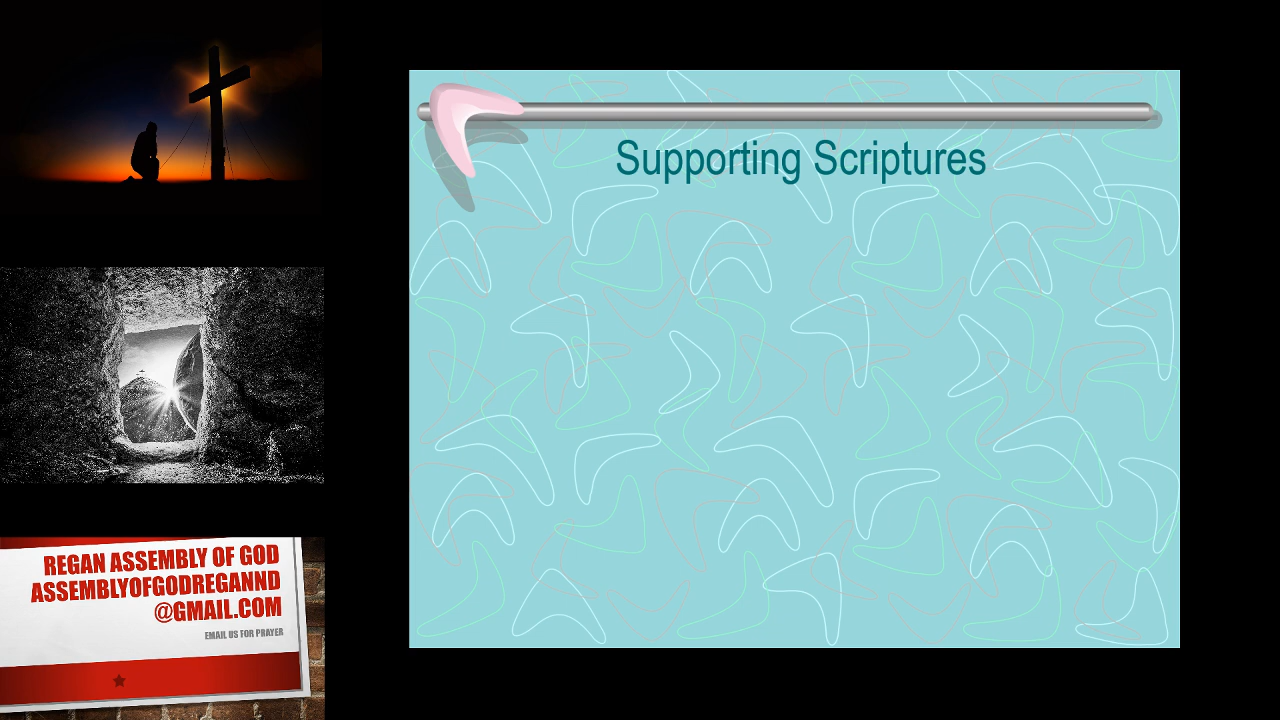 Supporting Scriptures
REGAN ASSEMBLY OF GOD
ASSEMBLYOFGODREGANND
@GMAIL.COM
EMAIL US FOR PRAYER